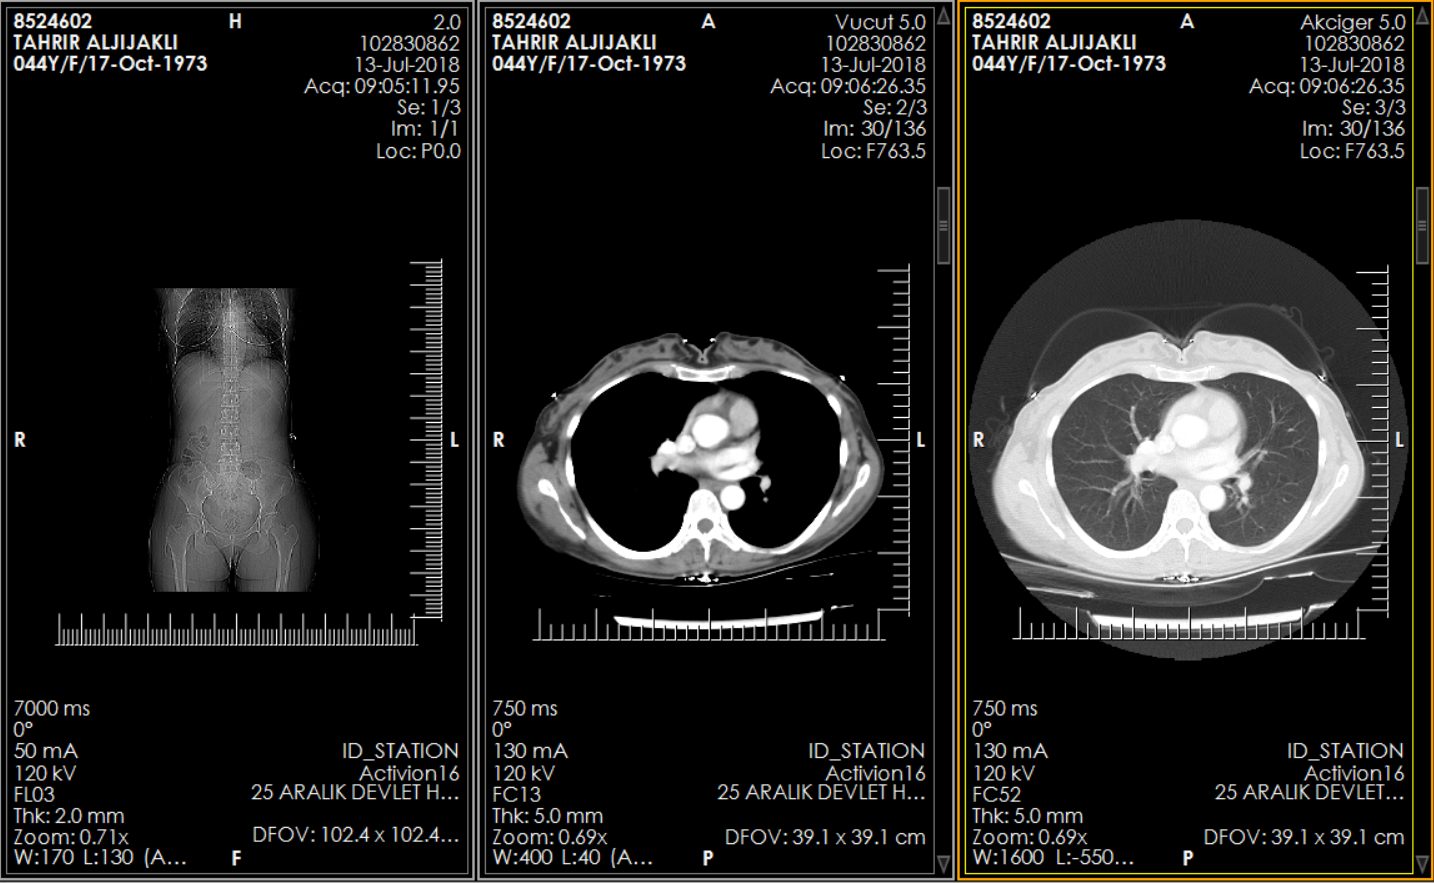 8524602 H 2.0
TAHRIR ALJIJAKLI 102830862
044Y/F/17-Oct-1973 13-Jul-2018
Acq: 09:05:11.95
Se: 1/3
Im: 1/1
Loc: P0.0
R L
7000 ms
0°
50 mA ID_STATION
120 kV Activion16
FL03 25 ARALIK DEVLET H...
Thk: 2.0 mm
Zoom: 0.71x DFOV: 102.4 x 102.4...
W:170 L:130 (A... F
8524602 A Vucut 5.0
TAHRIR ALJIJAKLI 102830862
044Y/F/17-Oct-1973 13-Jul-2018
Acq: 09:06:26.35
Se: 2/3
Im: 30/136
Loc: F763.5
R L
750 ms
0°
130 mA ID_STATION
120 kV Activion16
FC13 25 ARALIK DEVLET H...
Thk: 5.0 mm
Zoom: 0.69x DFOV: 39.1 x 39.1 cm
W:400 L:40 (A... P
8524602 A Akciger 5.0
TAHRIR ALJIJAKLI 102830862
044Y/F/17-Oct-1973 13-Jul-2018
Acq: 09:06:26.35
Se: 3/3
Im: 30/136
Loc: F763.5
R L
750 ms
0°
130 mA ID_STATION
120 kV Activion16
FC52 25 ARALIK DEVLET...
Thk: 5.0 mm
Zoom: 0.69x DFOV: 39.1 x 39.1 cm
W:1600 L:-550... P